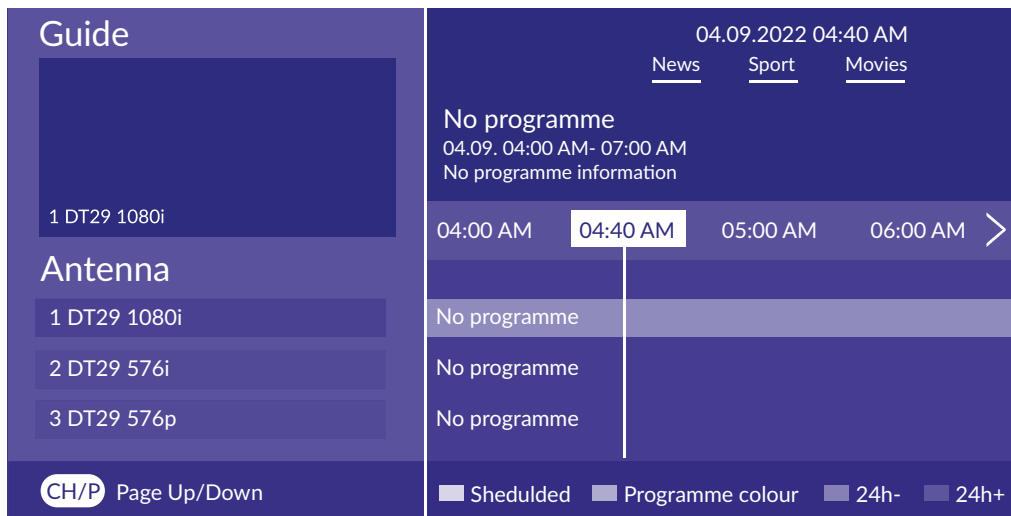 Guide
1 DT29 1080i
Antenna
1 DT29 1080i
2 DT29 576i
3 DT29 576p
CH/P Page Up/Down
04.09.2022 04:40 AM
News Sport Movies
No programme
04.09. 04:00 AM- 07:00 AM
No programme information
04:00 AM 04:40 AM 05:00 AM 06:00 AM
No programme
No programme
No programme
Shedulded Programme colour 24h- 24h+